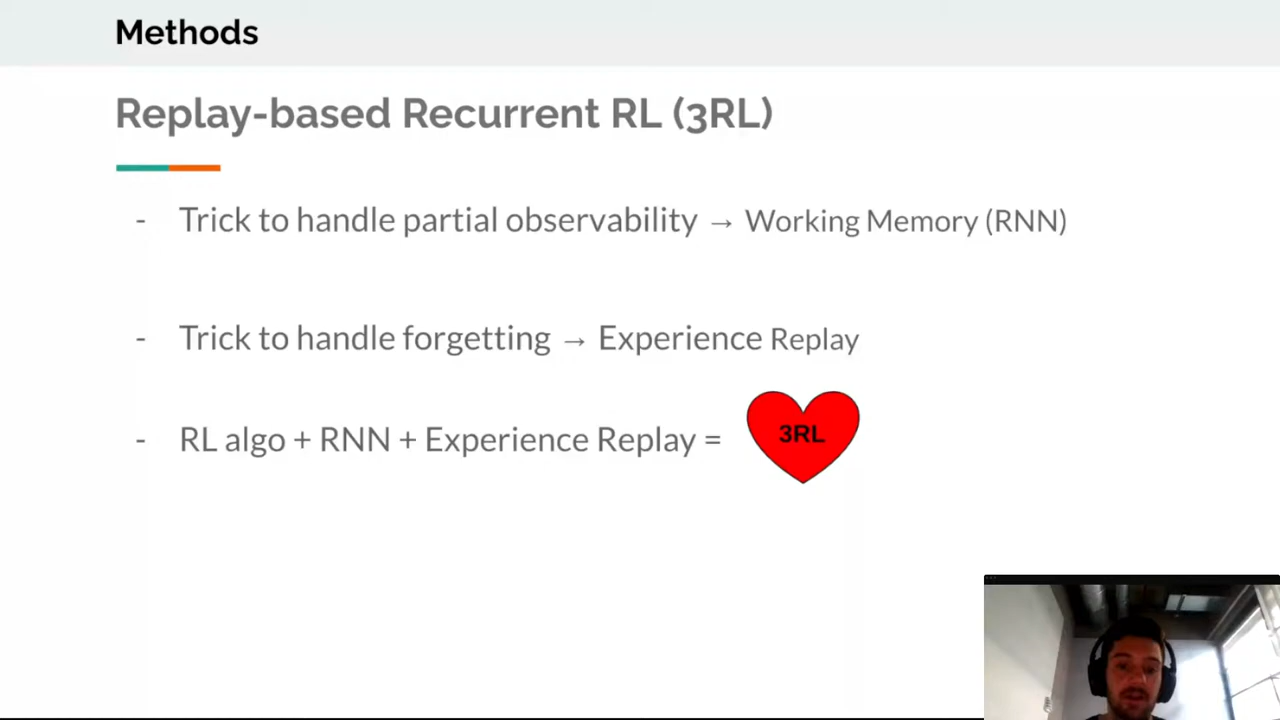 Methods
Replay-based Recurrent RL (3RL)
- Trick to handle partial observability → Working Memory (RNN)
- Trick to handle forgetting → Experience Replay
- RL algo + RNN + Experience Replay =
3RL